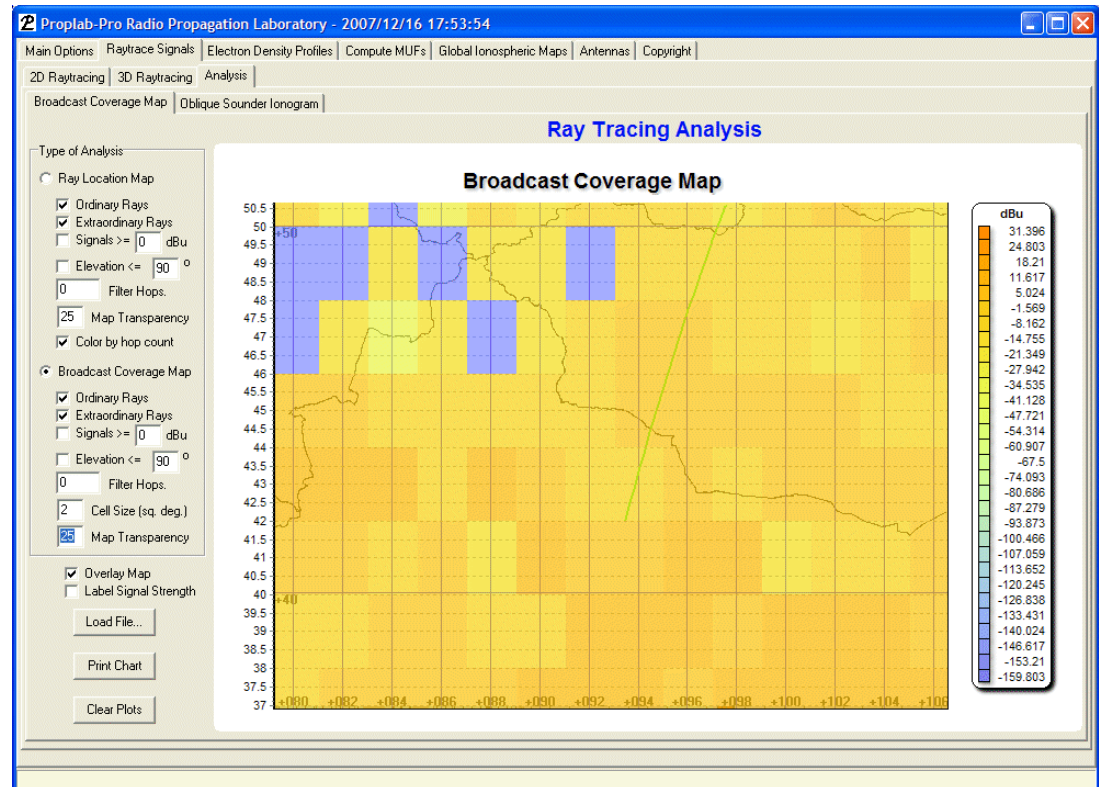 Proplab-Pro Radio Propagation Laboratory - 2007/12/16 17:53:54
Main Options Raytrace Signals Electron Density Profiles Compute MUFs Global Ionospheric Maps Antennas Copyright
2D Raytracing 3D Raytracing Analysis
Broadcast Coverage Map Oblique Sounder Ionogram
Ray Tracing Analysis
Type of Analysis
Ray Location Map
Ordinary Rays
Extraordinary Rays
Signals >= 0 dBu
Elevation <= 90 º
0 Filter Hops.
25 Map Transparency
Color by hop count
Broadcast Coverage Map
Ordinary Rays
Extraordinary Rays
Signals >= 0 dBu
Elevation <= 90 º
0 Filter Hops.
2 Cell Size (sq. deg.)
25 Map Transparency
Overlay Map
Label Signal Strength
Load File...
Print Chart
Clear Plots
Broadcast Coverage Map
50.5
50
49.5
49
48.5
48
47.5
47
46.5
46
45.5
45
44.5
44
43.5
43
42.5
42
41.5
41
40.5
40
39.5
39
38.5
38
37.5
37
+50
+40
+080 +082 +084 +086 +088 +090 +092 +094 +096 +098 +100 +102 +104 +106
dBu
31.396
24.803
18.21
11.617
5.024
-1.569
-8.162
-14.755
-21.349
-27.942
-34.535
-41.128
-47.721
-54.314
-60.907
-67.5
-74.093
-80.686
-87.279
-93.873
-100.466
-107.059
-113.652
-120.245
-126.838
-133.431
-140.024
-146.617
-153.21
-159.803